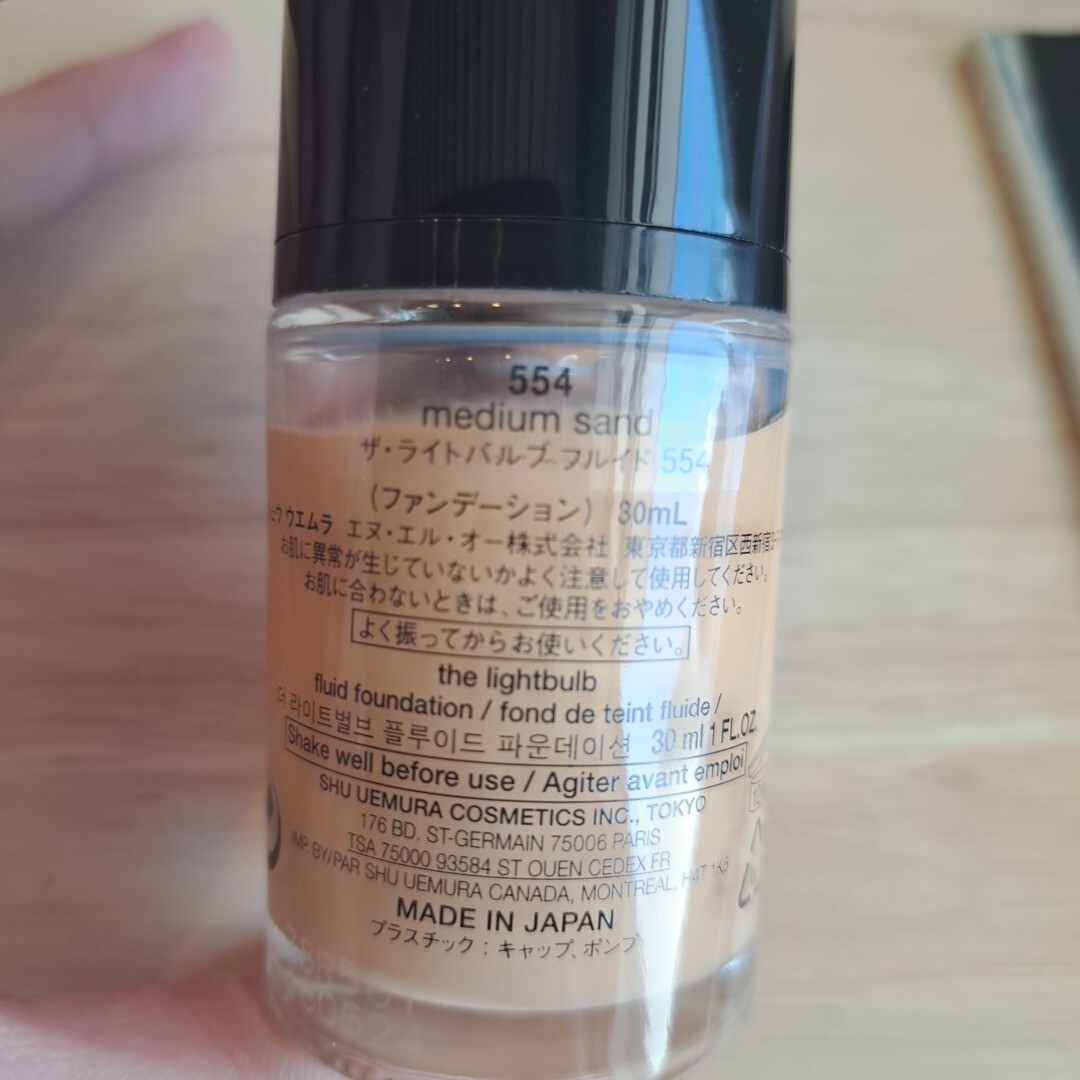 554
medium sand
ザ・ライトバルブ フルイド 554
(ファンデーション) 30mL
ウエムラ エヌ・エル・オー株式会社 東京都新宿区西新宿
お肌に異常が生じていないかよく注意して使用してください。
お肌に合わないときは、ご使用をおやめください。
よく振ってからお使いください。
the lightbulb
fluid foundation / fond de teint fluide /
더 라이트벌브 플루이드 파운데이션 30 ml 1 FL.OZ.
Shake well before use / Agiter avant emploi
SHU UEMURA COSMETICS INC., TOKYO
176 BD. ST-GERMAIN 75006 PARIS
TSA 75000 93584 ST OUEN CEDEX FR
IMP. BY/PAR SHU UEMURA CANADA, MONTREAL, H4T 1K5
MADE IN JAPAN
プラスチック : キャップ、ポンプ